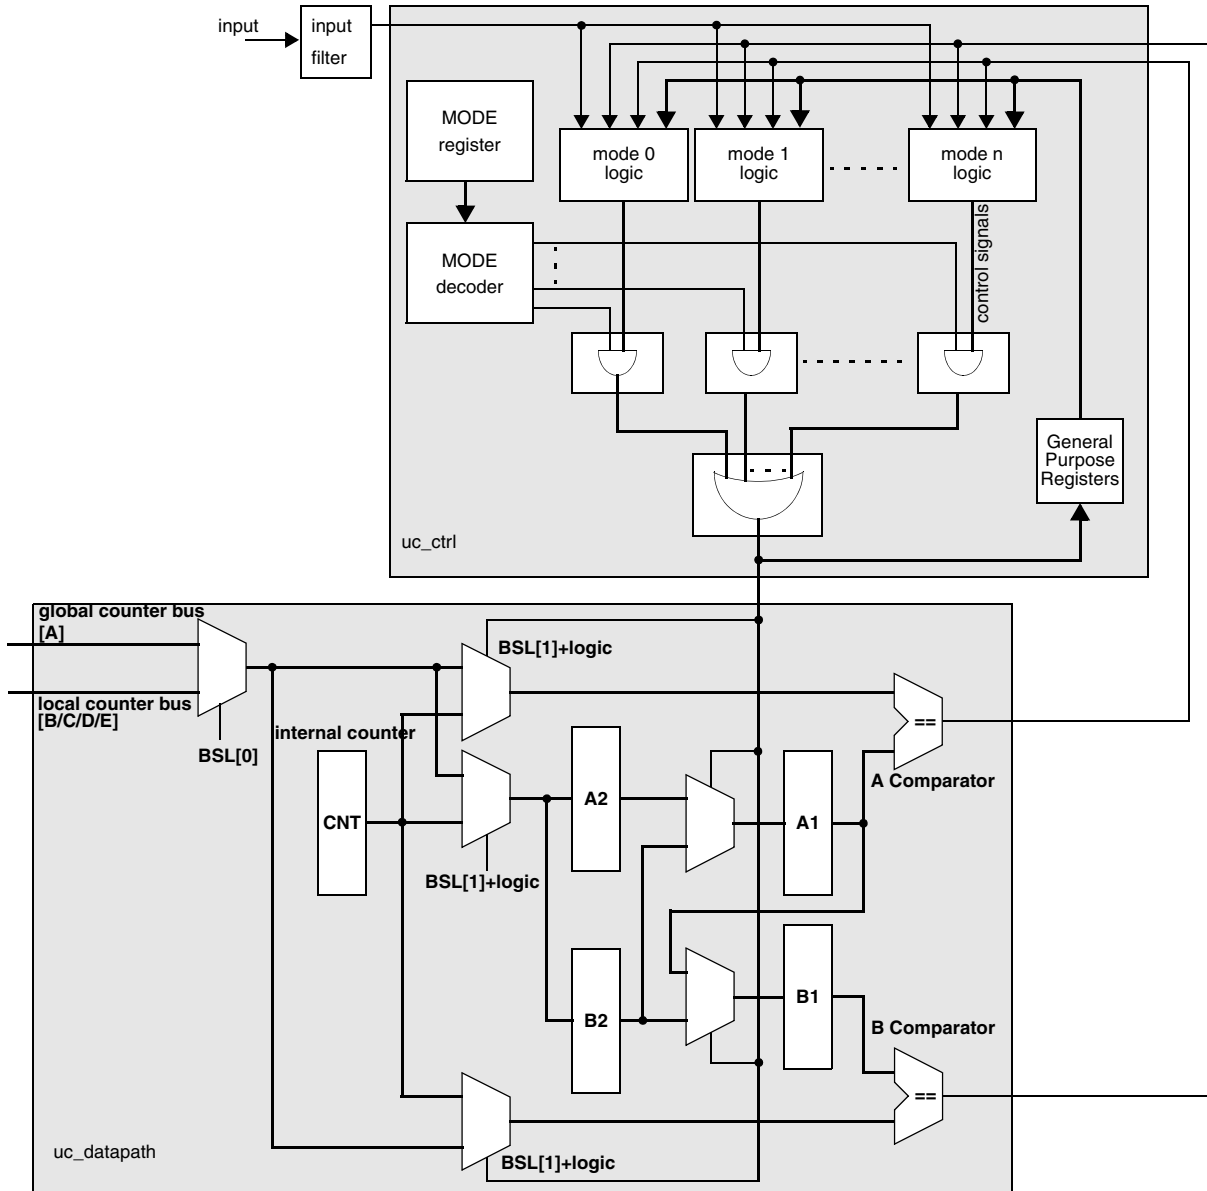 input
input
filter
MODE
register
mode 0
logic
mode 1
logic
mode n
logic
MODE
decoder
control signals
General
Purpose
Registers
uc_ctrl
global counter bus
[A]
BSL[1]+logic
local counter bus
[B/C/D/E]
BSL[0]
internal counter
==
A Comparator
A2
CNT
A1
BSL[1]+logic
B1
B2
B Comparator
==
uc_datapath
BSL[1]+logic